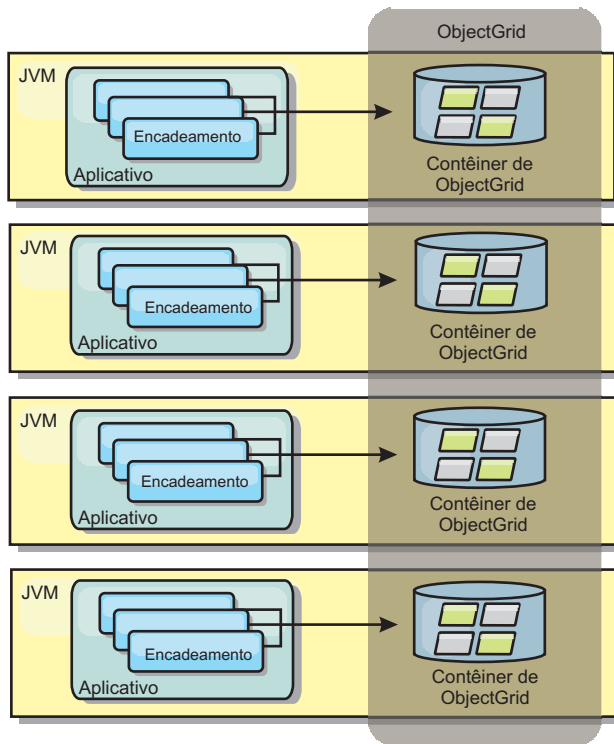 ObjectGrid
JVM
Encadeamento
Aplicativo
Contêiner de
ObjectGrid
JVM
Encadeamento
Aplicativo
Contêiner de
ObjectGrid
JVM
Encadeamento
Aplicativo
Contêiner de
ObjectGrid
JVM
Encadeamento
Aplicativo
Contêiner de
ObjectGrid